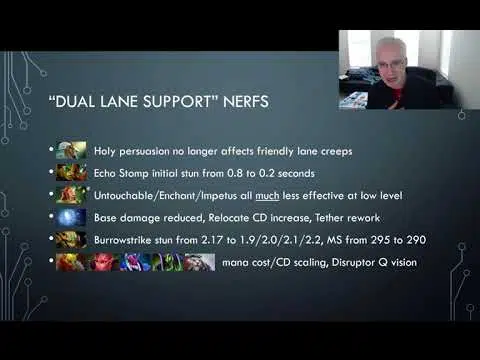 “DUAL LANE SUPPORT” NERFS
Holy persuasion no longer affects friendly lane creeps
Echo Stomp initial stun from 0.8 to 0.2 seconds
Untouchable/Enchant/Impetus all much less effective at low level
Base damage reduced, Relocate CD increase, Tether rework
Burrowstrike stun from 2.17 to 1.9/2.0/2.1/2.2, MS from 295 to 290
mana cost/CD scaling, Disruptor Q vision